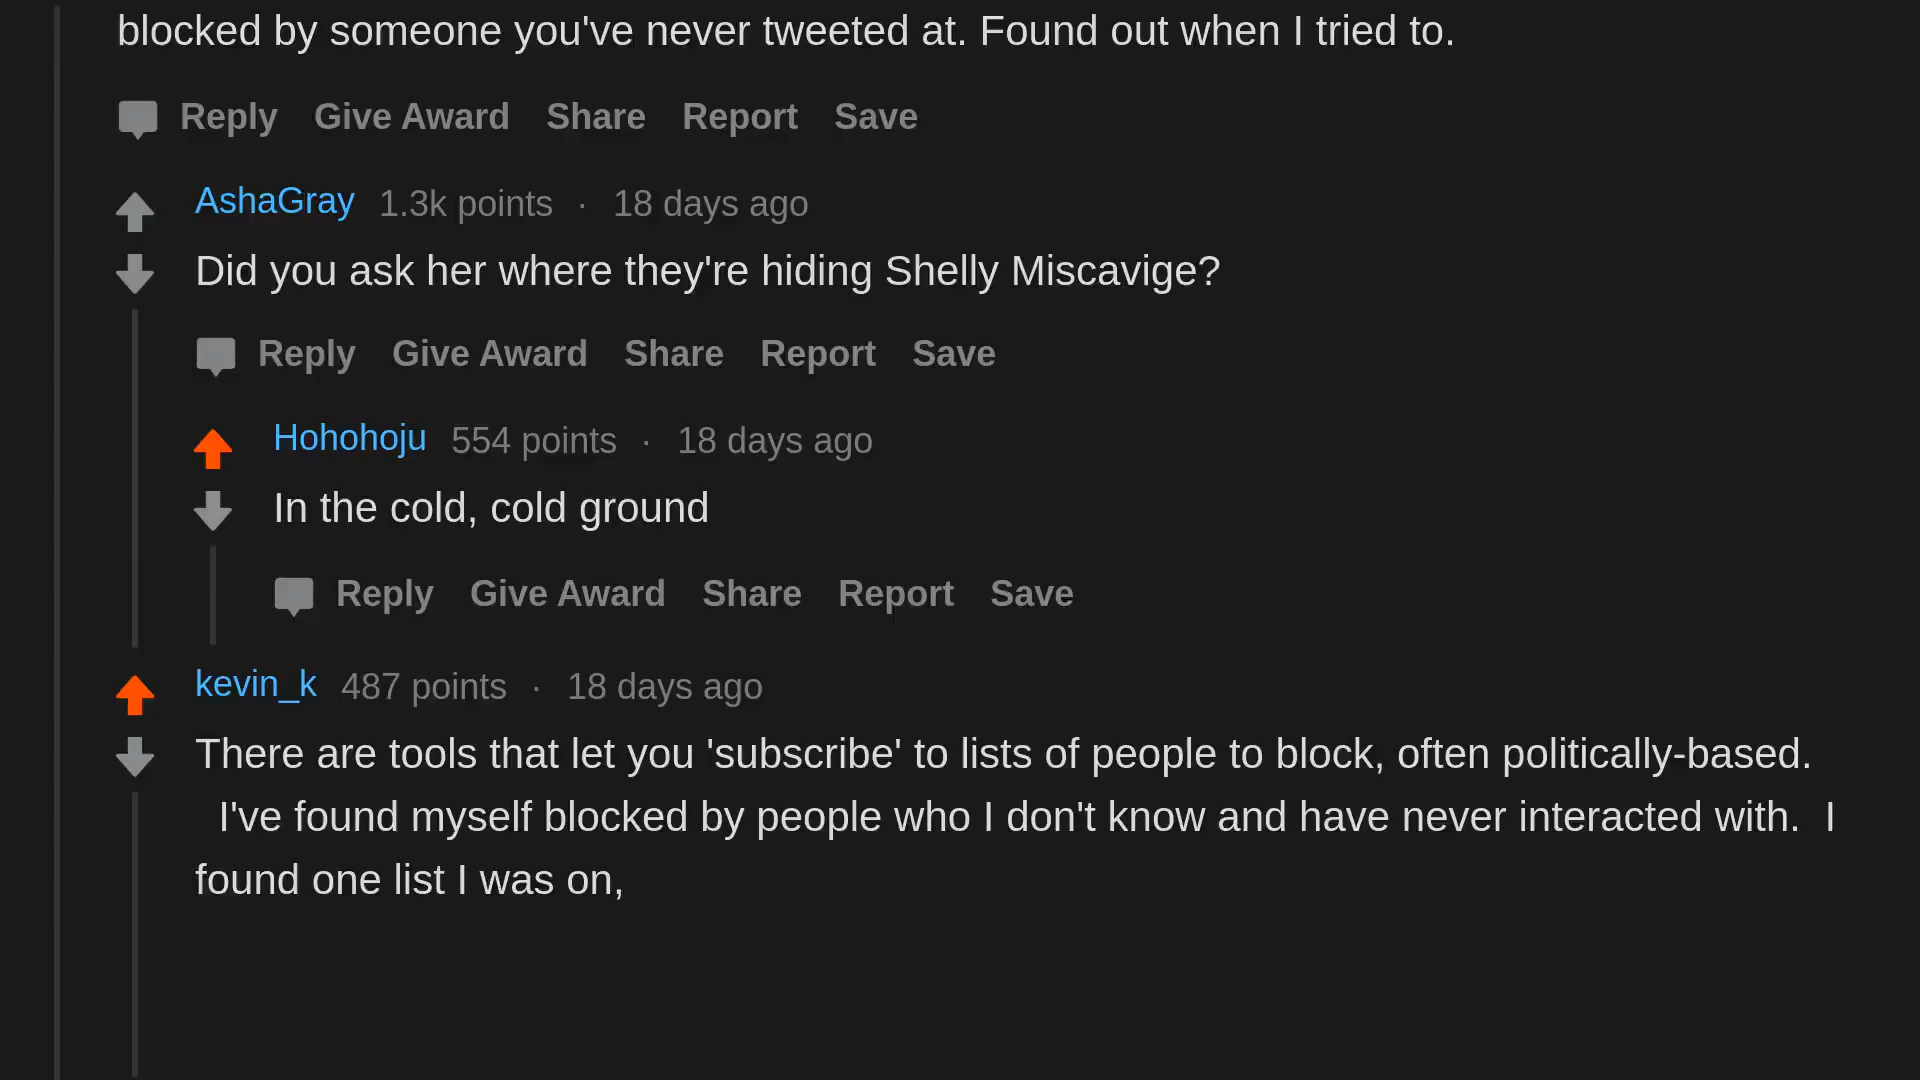 blocked by someone you've never tweeted at. Found out when I tried to.
Reply Give Award Share Report Save
AshaGray 1.3k points · 18 days ago
Did you ask her where they're hiding Shelly Miscavige?
Reply Give Award Share Report Save
Hohohoju 554 points · 18 days ago
In the cold, cold ground
Reply Give Award Share Report Save
kevin_k 487 points · 18 days ago
There are tools that let you 'subscribe' to lists of people to block, often politically-based.
I've found myself blocked by people who I don't know and have never interacted with. I
found one list I was on,